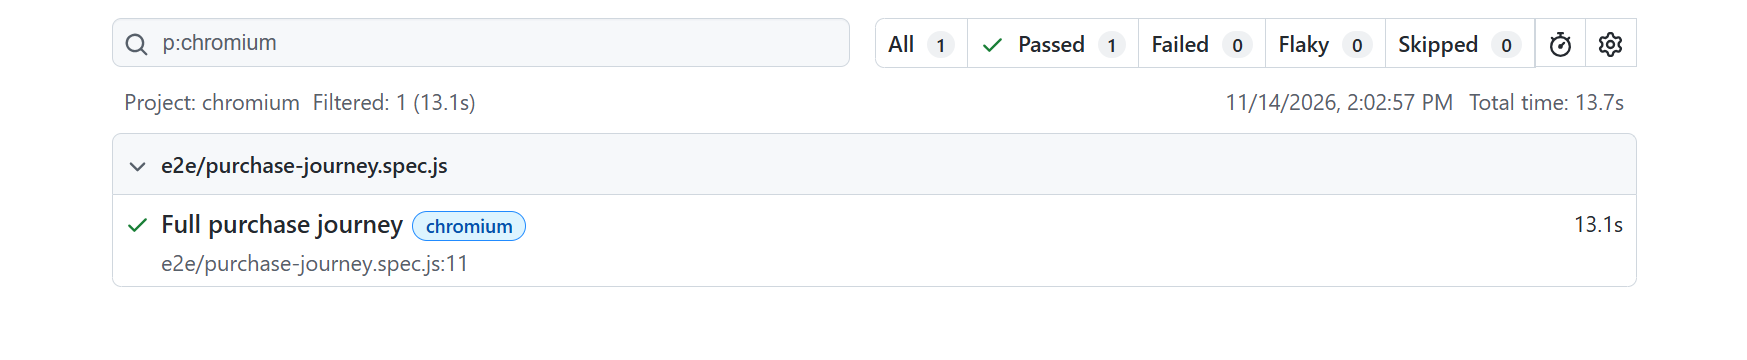 p:chromium
All 1 Passed 1 Failed 0 Flaky 0 Skipped 0
Project: chromium Filtered: 1 (13.1s)
11/14/2026, 2:02:57 PM Total time: 13.7s
e2e/purchase-journey.spec.js
Full purchase journey chromium 13.1s
e2e/purchase-journey.spec.js:11